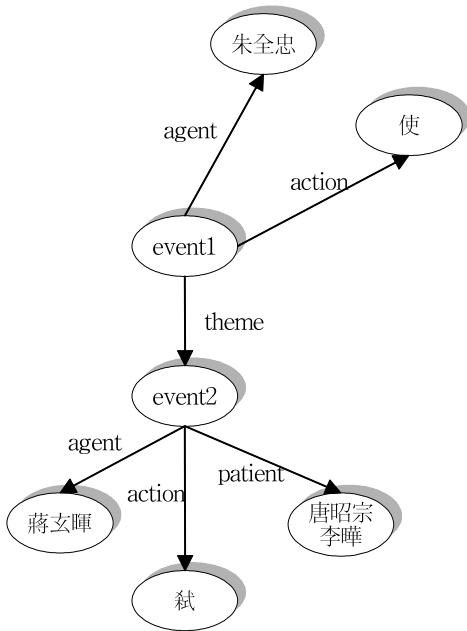 朱全忠
使
agent
action
event1
theme
event2
agent
action
patient
蔣玄暉
唐昭宗
李曄
弒